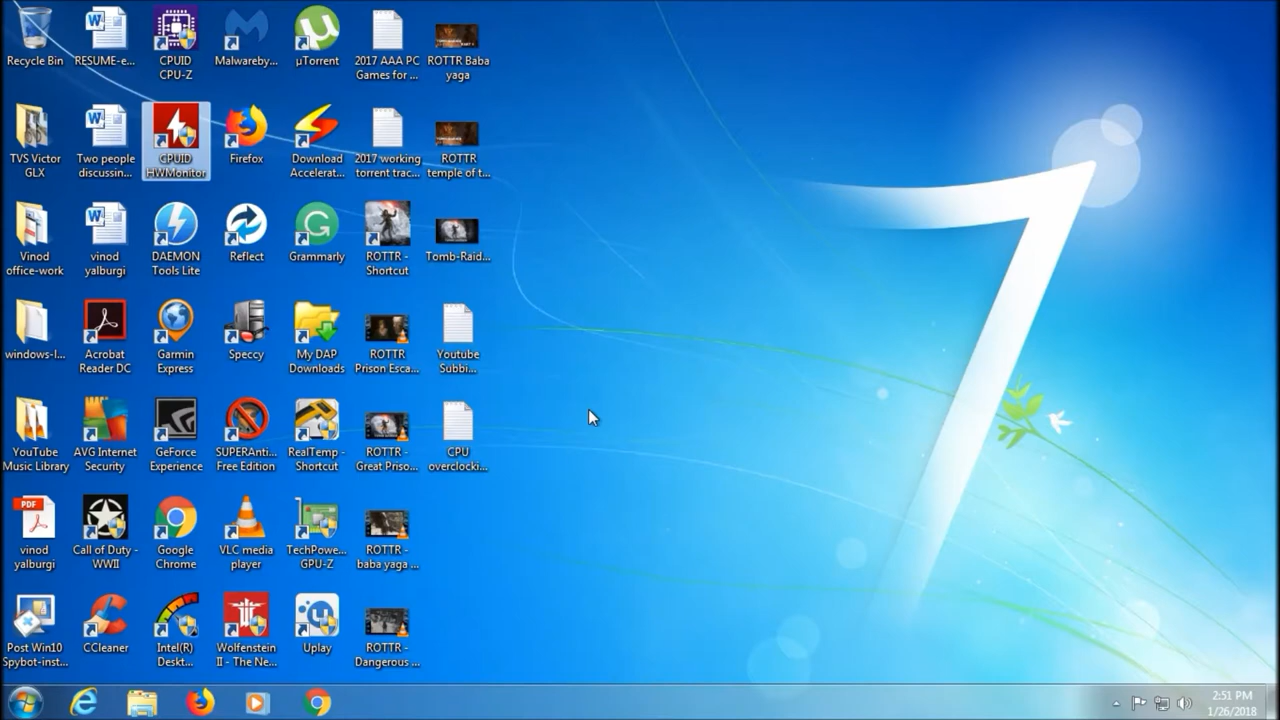 Recycle Bin
RESUME-e...
CPUID
CPU-Z
Malwareby...
µTorrent
2017 AAA PC
Games for ...
ROTTR Baba
yaga
TVS Victor
GLX
Two people
discussin...
CPUID
HWMonitor
Firefox
Download
Accelerat...
2017 working
torrent trac...
ROTTR
temple of t...
Vinod
office-work
vinod
yalburgi
DAEMON
Tools Lite
Reflect
Grammarly
ROTTR -
Shortcut
Tomb-Raid...
windows-l...
Acrobat
Reader DC
Garmin
Express
Speccy
My DAP
Downloads
ROTTR
Prison Esca...
Youtube
Subbi...
YouTube
Music Library
AVG Internet
Security
GeForce
Experience
SUPERAnti...
Free Edition
RealTemp -
Shortcut
ROTTR -
Great Priso...
CPU
overclocki...
PDF
vinod
yalburgi
Call of Duty -
WWII
Google
Chrome
VLC media
player
TechPowe...
GPU-Z
ROTTR -
baba yaga ...
Post Win10
Spybot-inst...
CCleaner
Intel(R)
Deskt...
Wolfenstein
II - The Ne...
Uplay
ROTTR -
Dangerous ...
2:51 PM
1/26/2018